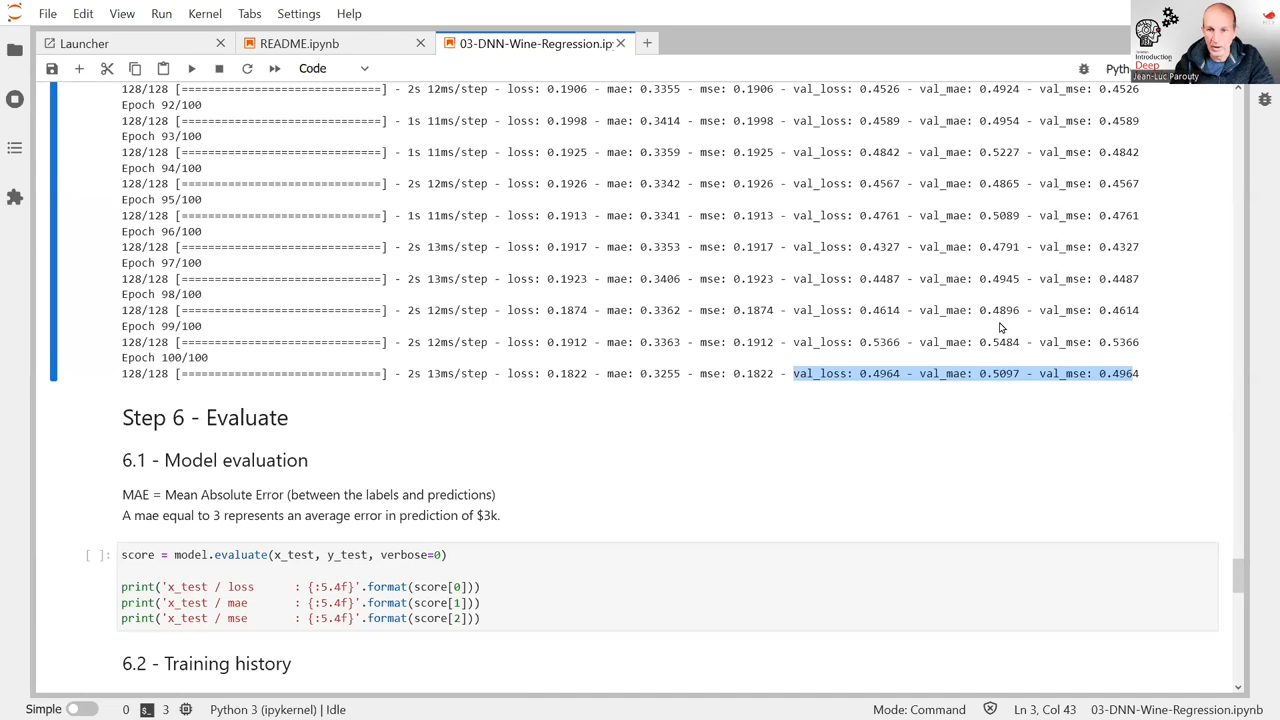 File Edit View Run Kernel Tabs Settings Help
Launcher README.ipynb 03-DNN-Wine-Regression.ip
Introduction
Deep
Jean-Luc Parouty
Code Pyth
128/128 [==============================] - 2s 12ms/step - loss: 0.1906 - mae: 0.3355 - mse: 0.1906 - val_loss: 0.4526 - val_mae: 0.4924 - val_mse: 0.4526
Epoch 92/100
128/128 [==============================] - 1s 11ms/step - loss: 0.1998 - mae: 0.3414 - mse: 0.1998 - val_loss: 0.4589 - val_mae: 0.4954 - val_mse: 0.4589
Epoch 93/100
128/128 [==============================] - 1s 11ms/step - loss: 0.1925 - mae: 0.3359 - mse: 0.1925 - val_loss: 0.4842 - val_mae: 0.5227 - val_mse: 0.4842
Epoch 94/100
128/128 [==============================] - 2s 12ms/step - loss: 0.1926 - mae: 0.3342 - mse: 0.1926 - val_loss: 0.4567 - val_mae: 0.4865 - val_mse: 0.4567
Epoch 95/100
128/128 [==============================] - 1s 11ms/step - loss: 0.1913 - mae: 0.3341 - mse: 0.1913 - val_loss: 0.4761 - val_mae: 0.5089 - val_mse: 0.4761
Epoch 96/100
128/128 [==============================] - 2s 13ms/step - loss: 0.1917 - mae: 0.3353 - mse: 0.1917 - val_loss: 0.4327 - val_mae: 0.4791 - val_mse: 0.4327
Epoch 97/100
128/128 [==============================] - 2s 13ms/step - loss: 0.1923 - mae: 0.3406 - mse: 0.1923 - val_loss: 0.4487 - val_mae: 0.4945 - val_mse: 0.4487
Epoch 98/100
128/128 [==============================] - 2s 12ms/step - loss: 0.1874 - mae: 0.3362 - mse: 0.1874 - val_loss: 0.4614 - val_mae: 0.4896 - val_mse: 0.4614
Epoch 99/100
128/128 [==============================] - 2s 12ms/step - loss: 0.1912 - mae: 0.3363 - mse: 0.1912 - val_loss: 0.5366 - val_mae: 0.5484 - val_mse: 0.5366
Epoch 100/100
128/128 [==============================] - 2s 13ms/step - loss: 0.1822 - mae: 0.3255 - mse: 0.1822 - val_loss: 0.4964 - val_mae: 0.5097 - val_mse: 0.4964
Step 6 - Evaluate
6.1 - Model evaluation
MAE = Mean Absolute Error (between the labels and predictions)
A mae equal to 3 represents an average error in prediction of $3k.
[ ]: score = model.evaluate(x_test, y_test, verbose=0)
print('x_test / loss      : {:5.4f}'.format(score[0]))
print('x_test / mae       : {:5.4f}'.format(score[1]))
print('x_test / mse       : {:5.4f}'.format(score[2]))
6.2 - Training history
Simple 0 3 Python 3 (ipykernel) | Idle Mode: Command Ln 3, Col 43 03-DNN-Wine-Regression.ipynb